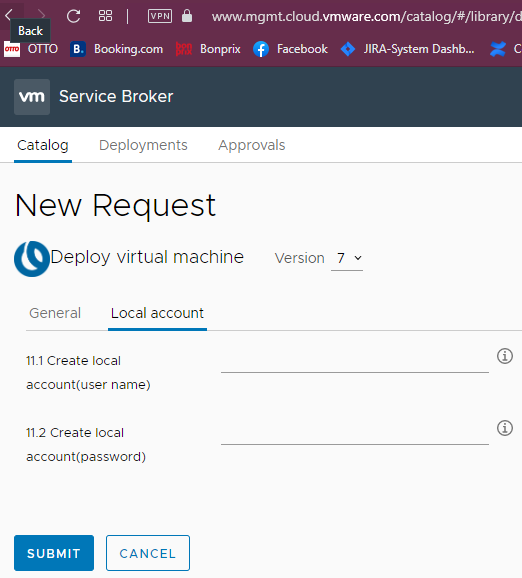 VPN www.mgmt.cloud.vmware.com/catalog/#/library/d
Back
OTTO OTTO B. Booking.com Bonprix Facebook JIRA-System Dashb... C
vm Service Broker
Catalog Deployments Approvals
New Request
Deploy virtual machine Version 7
General Local account
11.1 Create local
account(user name)
11.2 Create local
account(password)
SUBMIT CANCEL